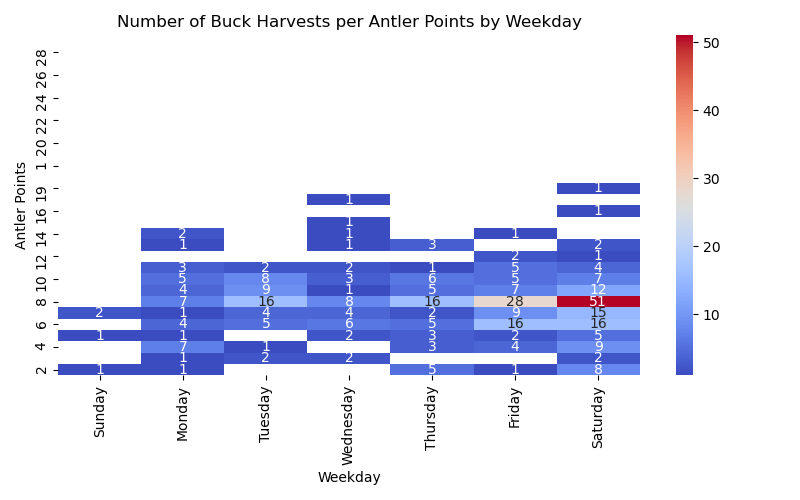 Number of Buck Harvests per Antler Points by Weekday
Antler Points
28
26
24
22
20
1
1
19 1
16 1
1
14 2 1 1
1 1 3 2
2 1
12 3 2 2 1 5 4
10 5 8 3 6 5 7
4 9 1 5 7 12
8 7 16 8 16 28 51
2 1 4 4 2 9 15
6 4 5 6 5 16 16
1 1 2 3 2 5
4 7 1 3 4 9
1 2 2 2
2 1 1 5 1 8
Sunday Monday Tuesday Wednesday Thursday Friday Saturday
Weekday
50
40
30
20
10